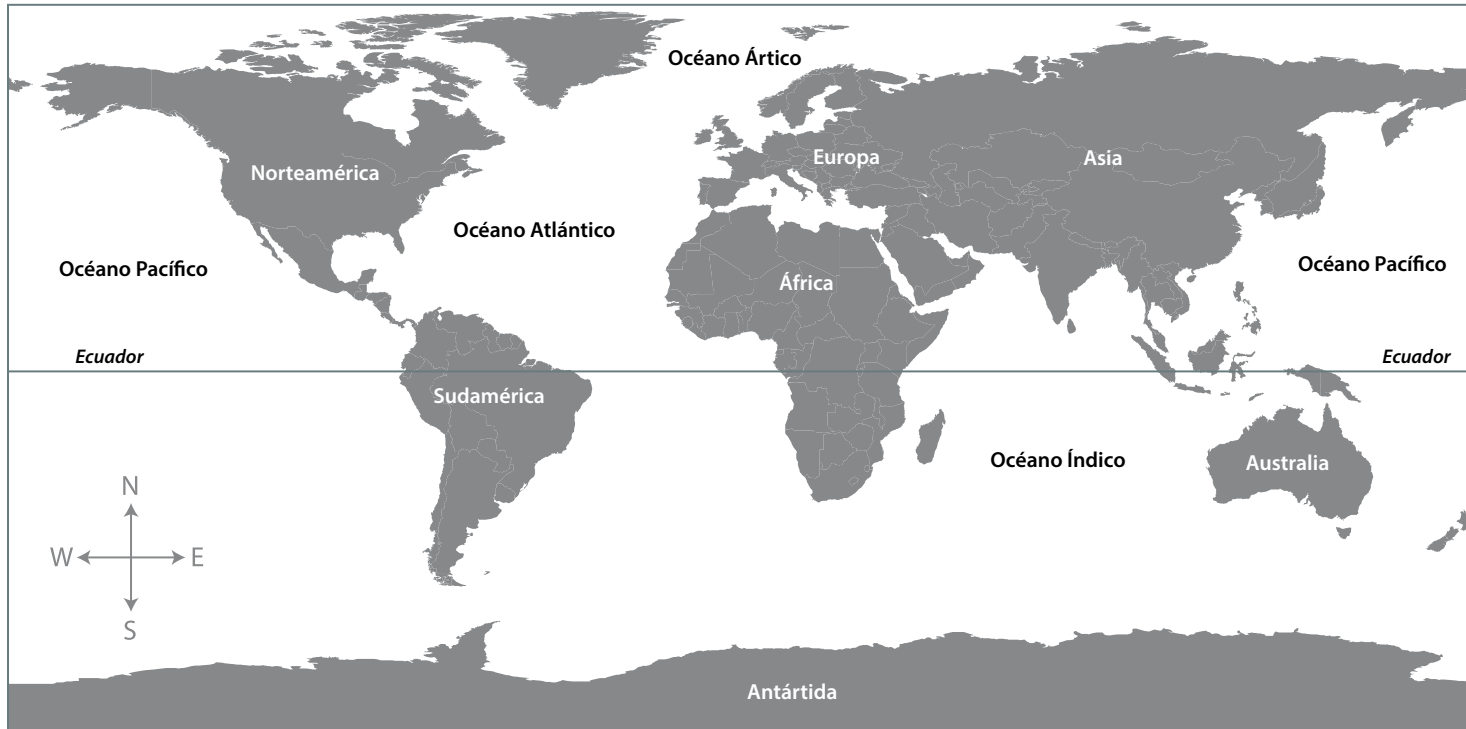 Océano Ártico
Europa
Asia
Norteamérica
Océano Atlántico
Océano Pacífico
Océano Pacífico
África
Ecuador
Ecuador
Sudamérica
Océano Índico
Australia
N
W
E
S
Antártida